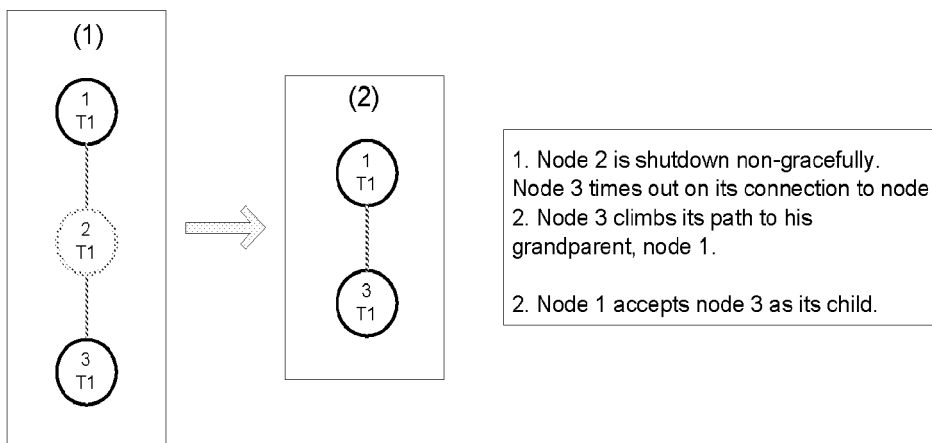 (1)
1
T1
2
T1
3
T1
(2)
1
T1
3
T1
1. Node 2 is shutdown non-gracefully.
Node 3 times out on its connection to node
2. Node 3 climbs its path to his
grandparent, node 1.
2. Node 1 accepts node 3 as its child.